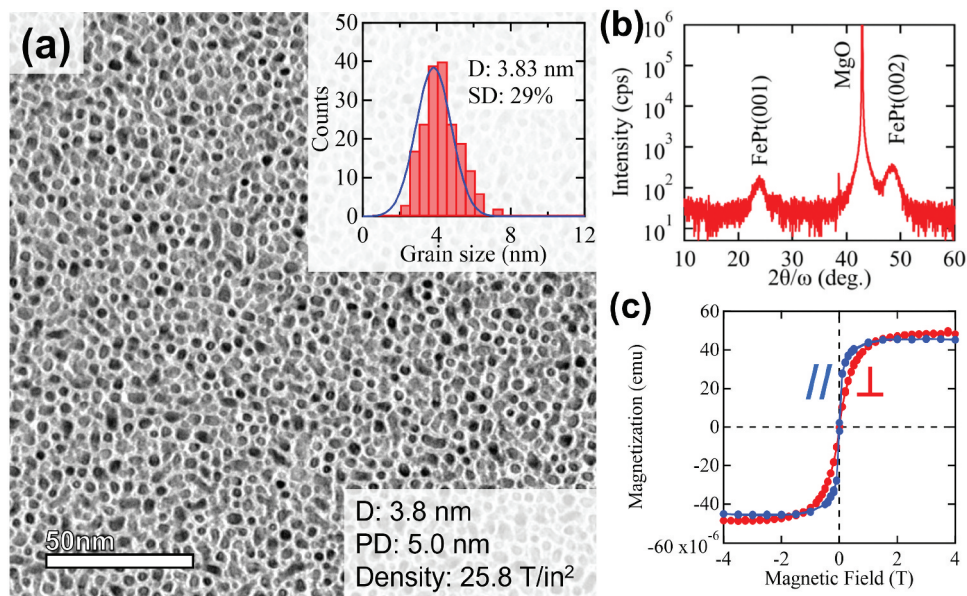 (a)
50
40
30
20
10
0
Counts
D: 3.83 nm
SD: 29%
0
4
8
12
Grain size (nm)
50nm
D: 3.8 nm
PD: 5.0 nm
Density: 25.8 T/in²
(b)
10⁶
10⁵
10⁴
10³
10²
10¹
Intensity (cps)
FePt(001)
MgO
FePt(002)
10
20
30
40
50
60
2θ/ω (deg.)
(c)
60
40
20
0
-20
-40
-60 x10⁻⁶
Magnetization (emu)
//
⊥
-4
-2
0
2
4
Magnetic Field (T)